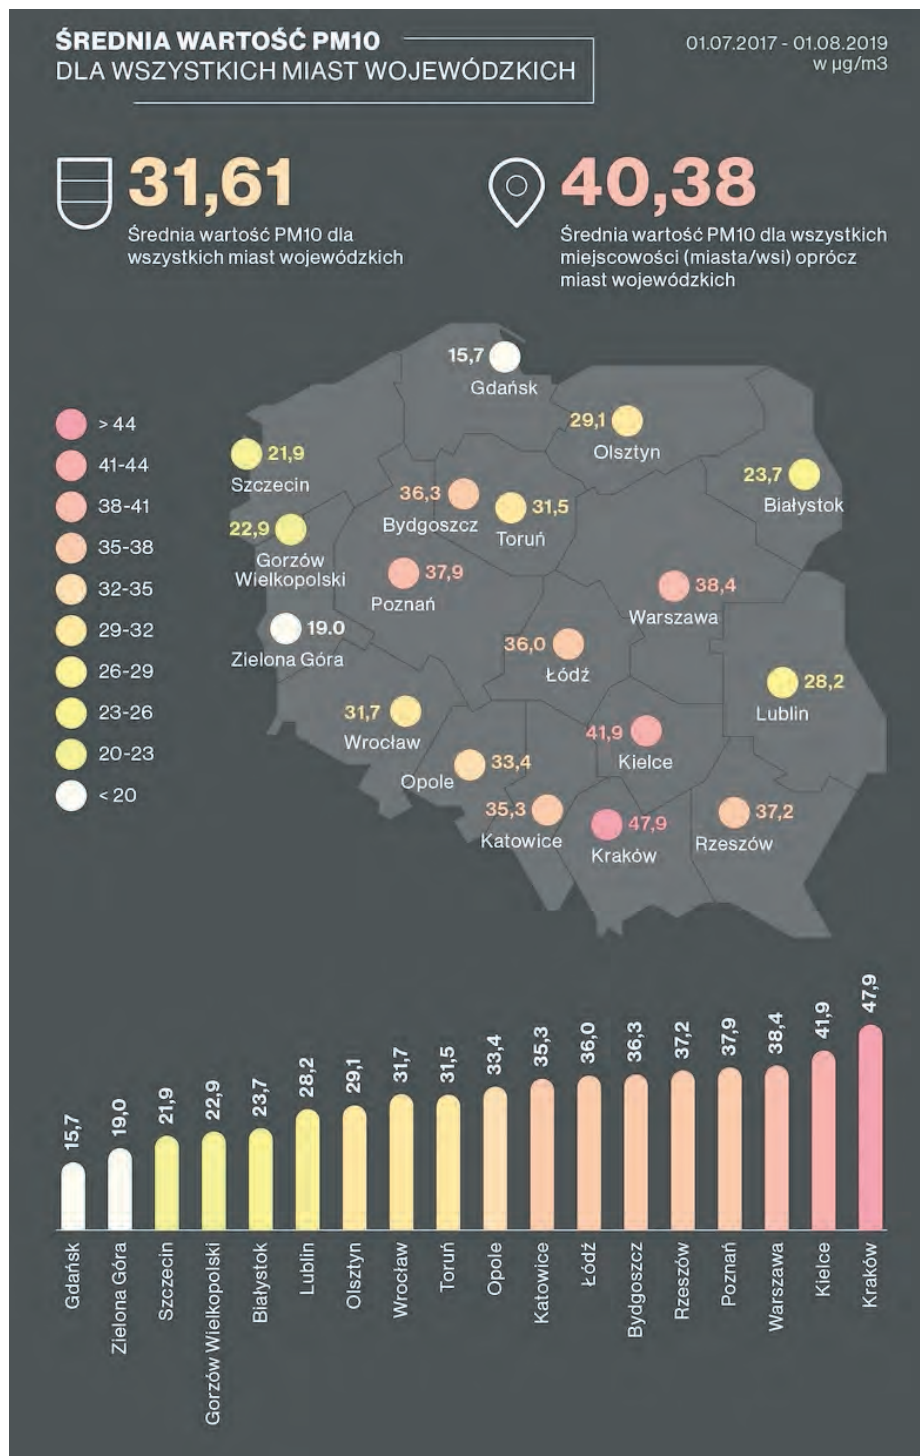 ŚREDNIA WARTOŚĆ PM10
DLA WSZYSTKICH MIAST WOJEWÓDZKICH
01.07.2017 - 01.08.2019
w µg/m3
31,61
Średnia wartość PM10 dla
wszystkich miast wojewódzkich
40,38
Średnia wartość PM10 dla wszystkich
miejscowości (miasta/wsi) oprócz
miast wojewódzkich
> 44
41-44
38-41
35-38
32-35
29-32
26-29
23-26
20-23
< 20
15,7
Gdańsk
29,1
Olsztyn
21,9
Szczecin
23,7
Białystok
36,3
Bydgoszcz
31,5
Toruń
22,9
Gorzów
Wielkopolski
37,9
Poznań
38,4
Warszawa
19.0
Zielona Góra
36,0
Łódź
28,2
Lublin
31,7
Wrocław
41,9
Kielce
33,4
Opole
35,3
Katowice
47,9
Kraków
37,2
Rzeszów
15,7
19,0
21,9
22,9
23,7
28,2
29,1
31,7
31,5
33,4
35,3
36,0
36,3
37,2
37,9
38,4
41,9
47,9
Gdańsk
Zielona Góra
Szczecin
Gorzów Wielkopolski
Białystok
Lublin
Olsztyn
Wrocław
Toruń
Opole
Katowice
Łódź
Bydgoszcz
Rzeszów
Poznań
Warszawa
Kielce
Kraków